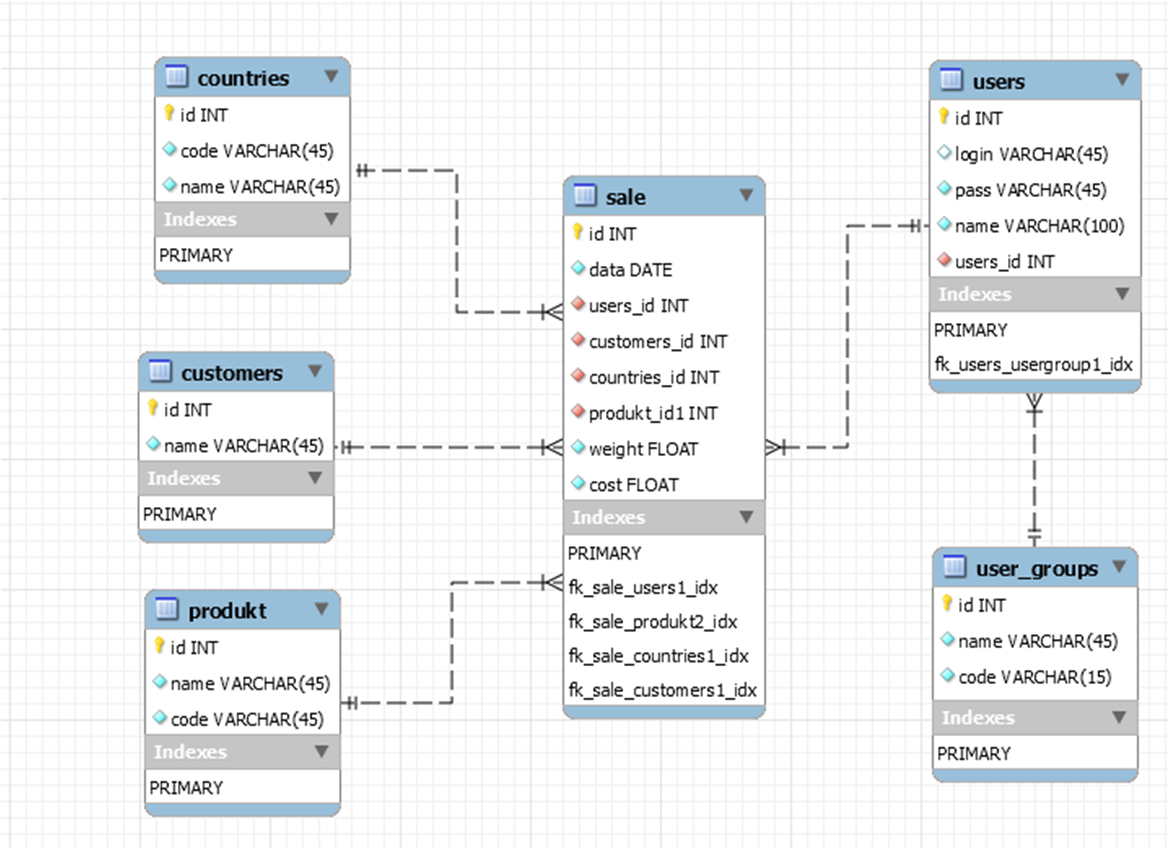 countries
id INT
code VARCHAR(45)
name VARCHAR(45)
Indexes
PRIMARY
customers
id INT
name VARCHAR(45)
Indexes
PRIMARY
produkt
id INT
name VARCHAR(45)
code VARCHAR(45)
Indexes
PRIMARY
sale
id INT
data DATE
users_id INT
customers_id INT
countries_id INT
produkt_id1 INT
weight FLOAT
cost FLOAT
Indexes
PRIMARY
fk_sale_users1_idx
fk_sale_produkt2_idx
fk_sale_countries1_idx
fk_sale_customers1_idx
users
id INT
login VARCHAR(45)
pass VARCHAR(45)
name VARCHAR(100)
users_id INT
Indexes
PRIMARY
fk_users_usergroup1_idx
user_groups
id INT
name VARCHAR(45)
code VARCHAR(15)
Indexes
PRIMARY